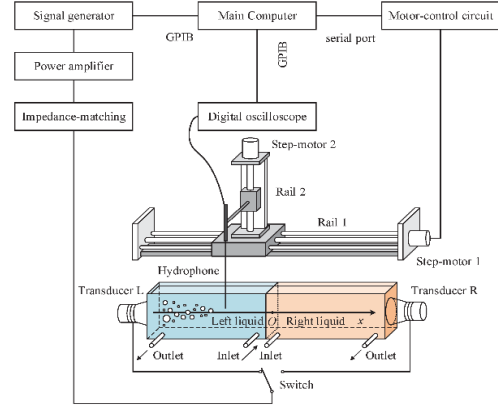 Signal generator
Main Computer
Motor-control circuit
GPIB
GPIB
serial port
Power amplifier
Impedance-matching
Digital oscilloscope
Step-motor 2
Rail 2
Rail 1
Step-motor 1
Hydrophone
Transducer L
Transducer R
Left liquid O Right liquid x
Outlet
Inlet
Inlet
Outlet
Switch